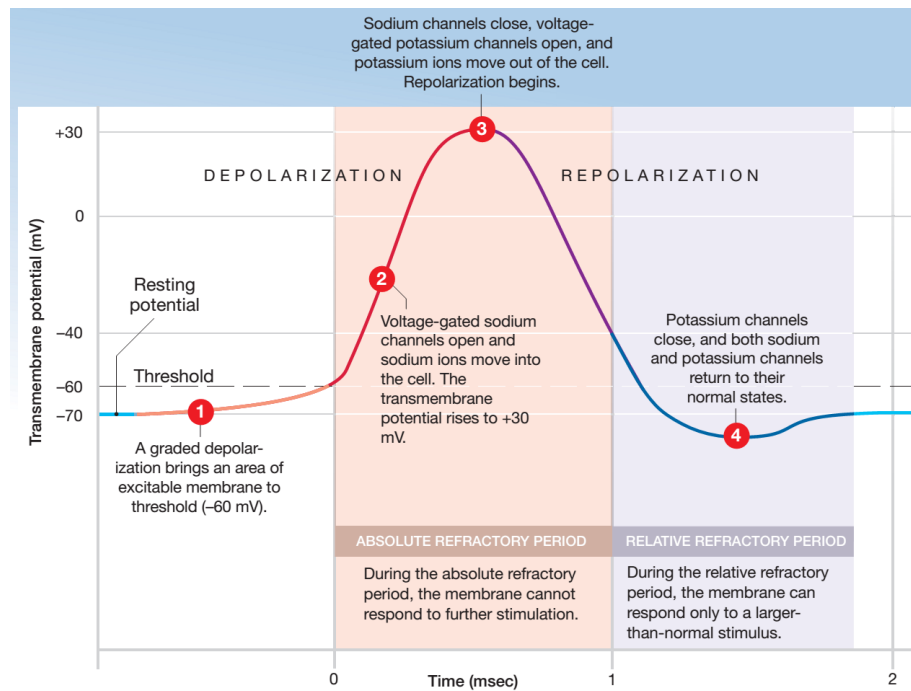 Sodium channels close, voltage-
gated potassium channels open, and
potassium ions move out of the cell.
Repolarization begins.
+30
3
DEPOLARIZATION
REPOLARIZATION
0
Transmembrane potential (mV)
2
Resting
potential
Voltage-gated sodium
channels open and
sodium ions move into
the cell. The
transmembrane
potential rises to +30
mV.
Potassium channels
close, and both sodium
and potassium channels
return to their
normal states.
–40
Threshold
–60
–70
1
4
A graded depolar-
ization brings an area of
excitable membrane to
threshold (–60 mV).
ABSOLUTE REFRACTORY PERIOD
RELATIVE REFRACTORY PERIOD
During the absolute refractory
period, the membrane cannot
respond to further stimulation.
During the relative refractory
period, the membrane can
respond only to a larger-
than-normal stimulus.
0
Time (msec)
1
2